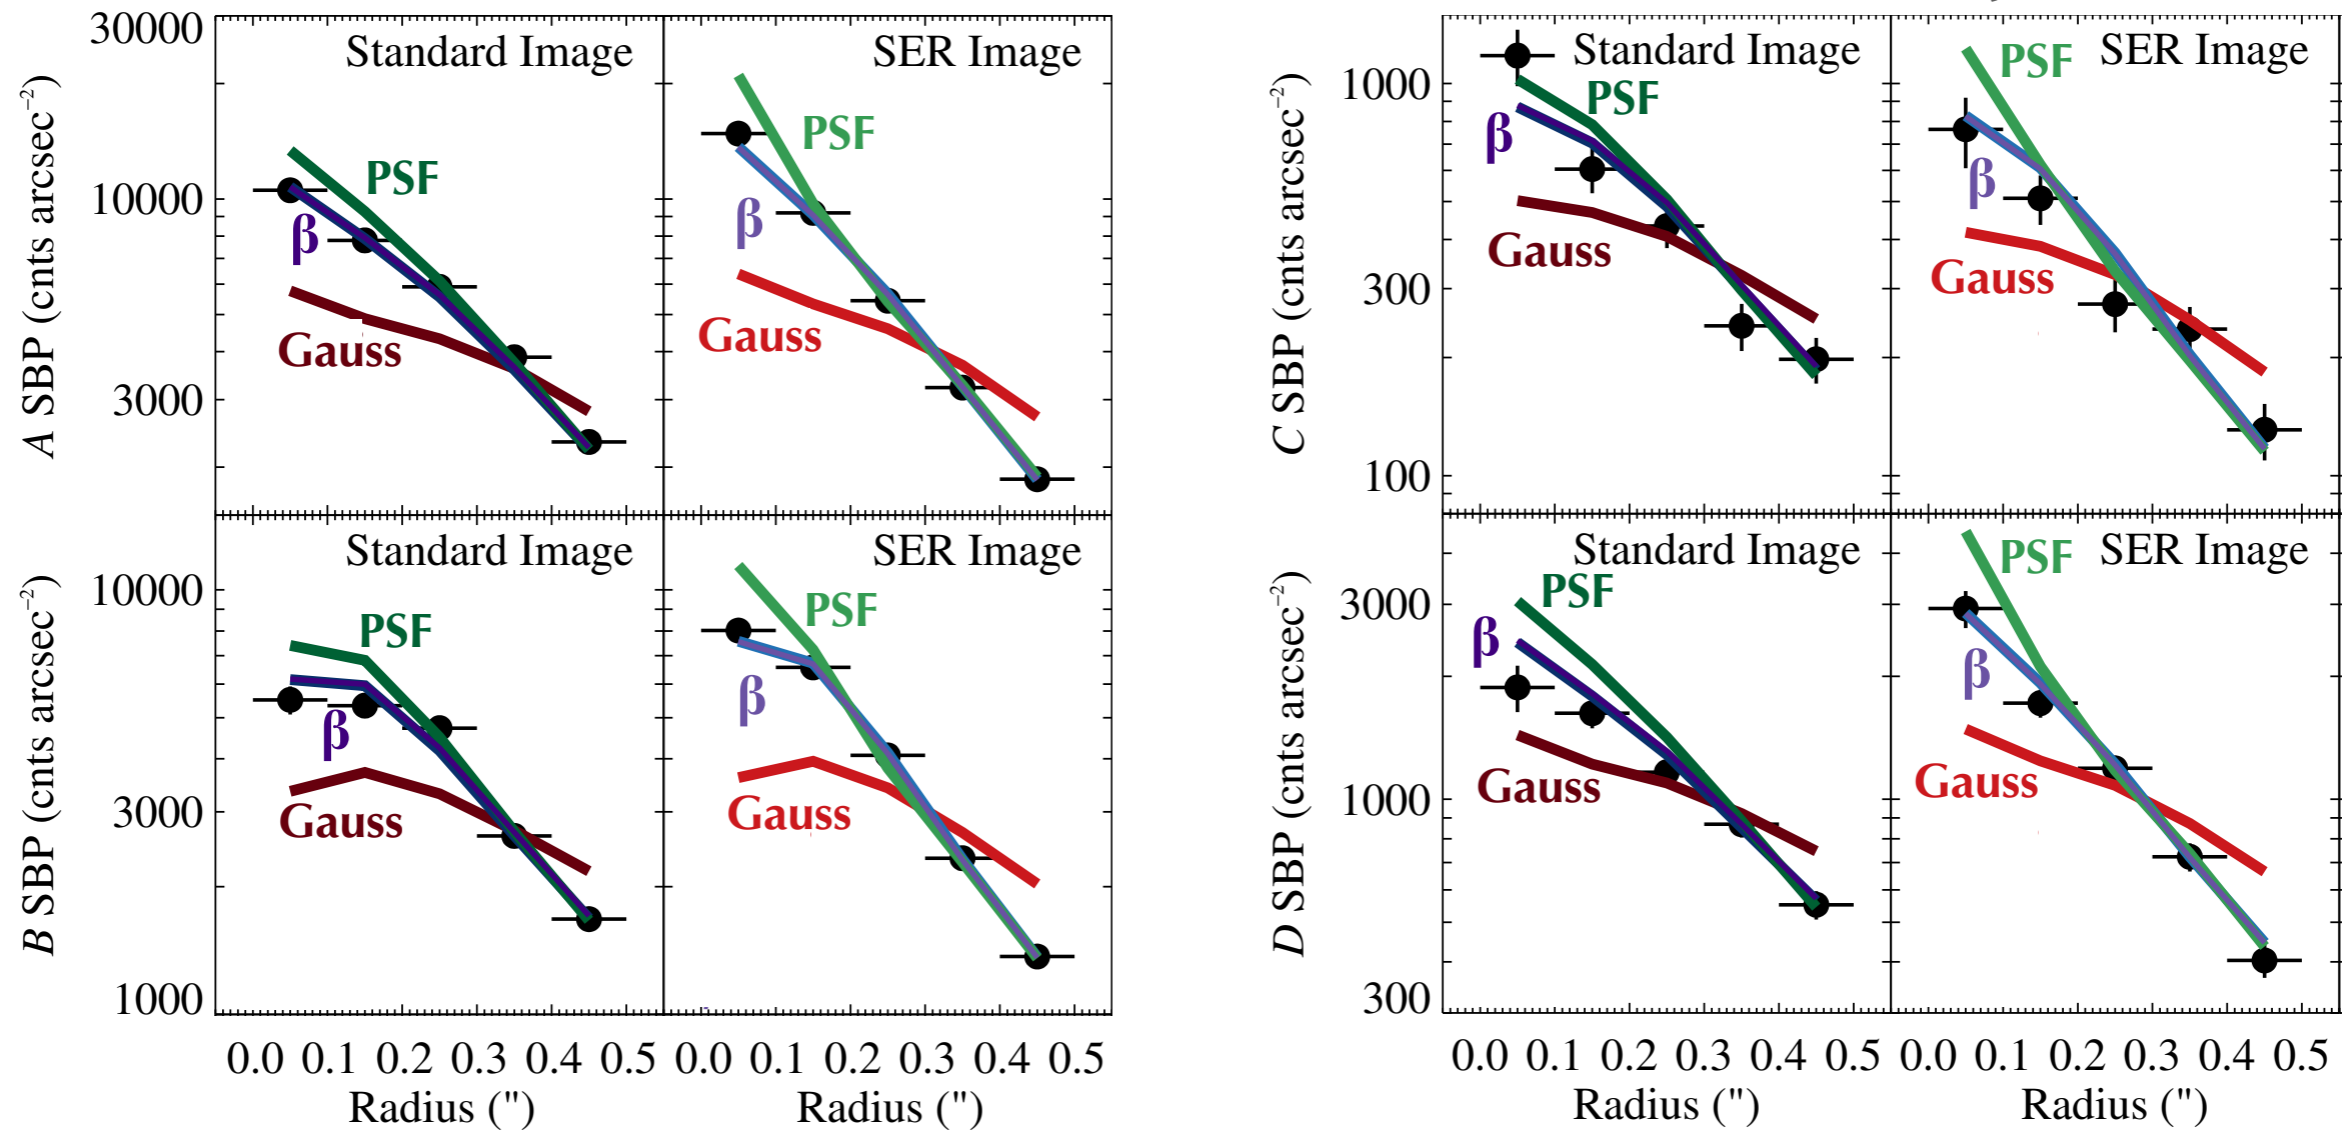 30000
10000
3000
A SBP (cnts arcsec⁻²)
Standard Image
PSF
β
Gauss
SER Image
PSF
β
Gauss
1000
300
100
C SBP (cnts arcsec⁻²)
Standard Image
PSF
β
Gauss
SER Image
PSF
β
Gauss
10000
3000
1000
B SBP (cnts arcsec⁻²)
Standard Image
PSF
β
Gauss
SER Image
PSF
β
Gauss
3000
1000
300
D SBP (cnts arcsec⁻²)
Standard Image
PSF
β
Gauss
SER Image
PSF
β
Gauss
0.0 0.1 0.2 0.3 0.4 0.5
Radius (")
0.0 0.1 0.2 0.3 0.4 0.5
Radius (")
0.0 0.1 0.2 0.3 0.4 0.5
Radius (")
0.0 0.1 0.2 0.3 0.4 0.5
Radius (")